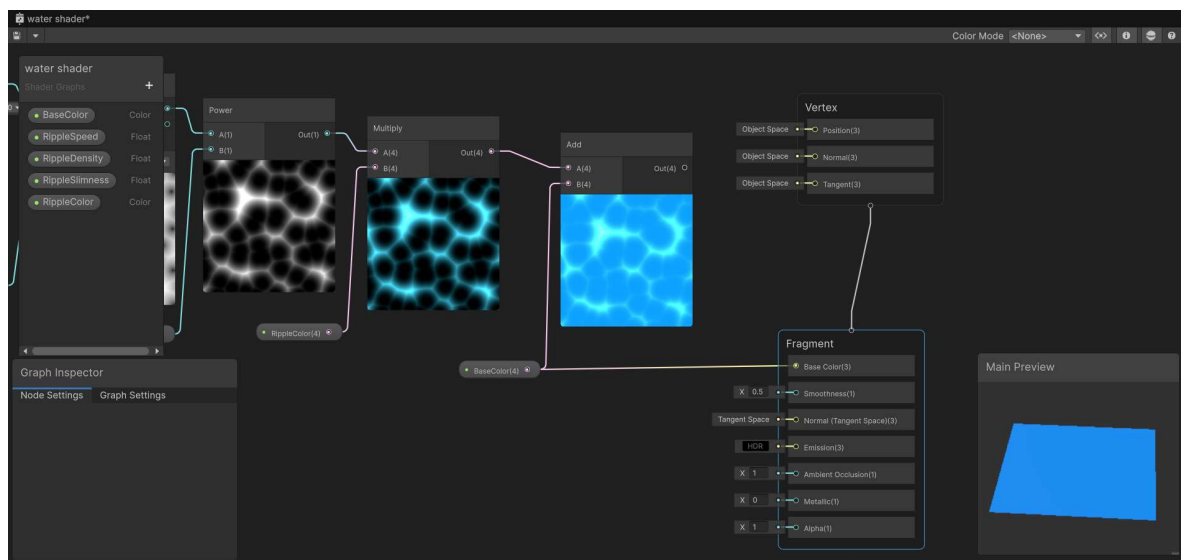 water shader*
Color Mode <None>
water shader
Shader Graphs
+
BaseColor Color
RippleSpeed Float
RippleDensity Float
RippleSlimness Float
RippleColor Color
Power
A(1) Out(1)
B(1)
Multiply
A(4) Out(4)
B(4)
Add
A(4) Out(4)
B(4)
RippleColor(4)
BaseColor(4)
Vertex
Object Space Position(3)
Object Space Normal(3)
Object Space Tangent(3)
Fragment
Base Color(3)
X 0.5 Smoothness(1)
Tangent Space Normal (Tangent Space)(3)
HDR Emission(3)
X 1 Ambient Occlusion(1)
X 0 Metallic(1)
X 1 Alpha(1)
Graph Inspector
Node Settings Graph Settings
Main Preview